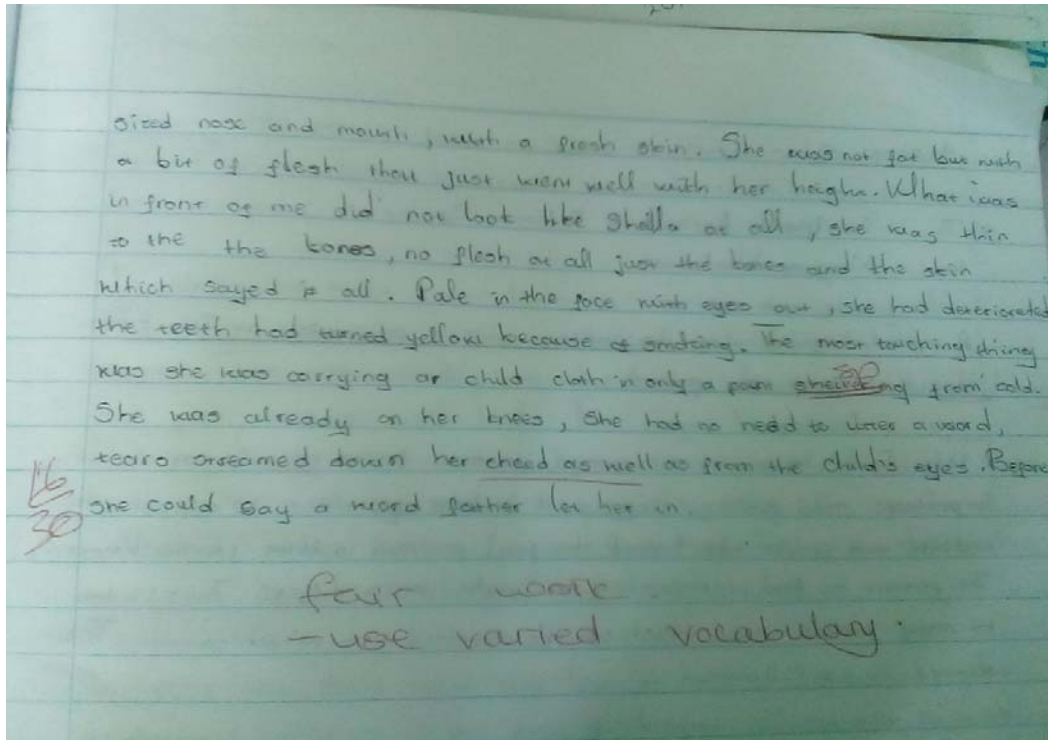 sized nose and mouth, with a fresh skin. She was not fat but with
a bit of flesh that just went well with her height. What was
in front of me did not look like Sheila at all, she was thin
to the the bones, no flesh at all just the bones and the skin
which sayed it all. Pale in the face with eyes out, she had deteriorated
the teeth had turned yellow because of smoking. The most touching thing
was she was carrying ar child cloth'n only a pam from cold.
She was already on her knees, she had no need to utter a word,
tears streamed down her cheed as well as from the child's eyes. Before
she could say a word father let her in.
16
30
fair work
- use varied vocabulary.